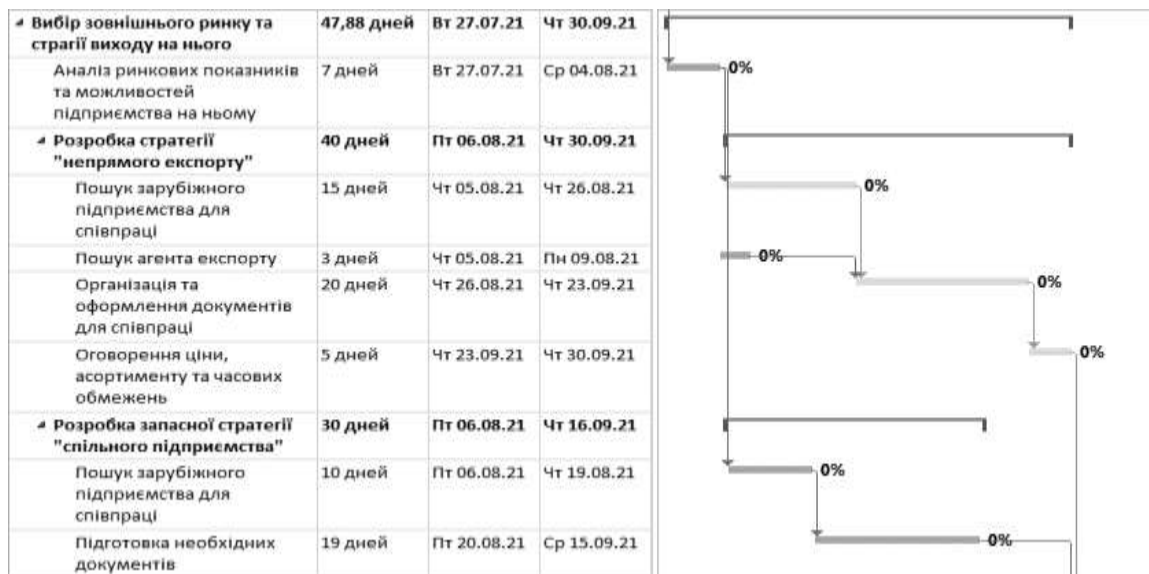 Вибір зовнішнього ринку та 47,88 дней Вт 27.07.21 Чт 30.09.21
страгії виходу на нього
Аналіз ринкових показників 7 дней Вт 27.07.21 Ср 04.08.21 0%
та можливостей
підприємства на ньому
Розробка стратегії 40 дней Пт 06.08.21 Чт 30.09.21
"непрямого експорту"
Пошук зарубіжного 15 дней Чт 05.08.21 Чт 26.08.21 0%
підприємства для
співпраці
Пошук агента експорту 3 дней Чт 05.08.21 Пн 09.08.21 0%
Організація та 20 дней Чт 26.08.21 Чт 23.09.21 0%
оформлення документів
для співпраці
Оговорення ціни, 5 дней Чт 23.09.21 Чт 30.09.21 0%
асортименту та часових
обмежень
Розробка запасної стратегії 30 дней Пт 06.08.21 Чт 16.09.21
"спільного підприємства"
Пошук зарубіжного 10 дней Пт 06.08.21 Чт 19.08.21 0%
підприємства для
співпраці
Підготовка необхідних 19 дней Пт 20.08.21 Ср 15.09.21 0%
документів